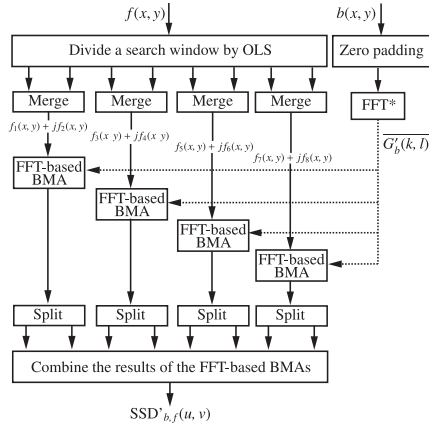 f(x, y) b(x, y)
Divide a search window by OLS Zero padding
Merge Merge Merge Merge FFT*
f₁(x, y) + jf₂(x, y)
f₃(x y) + jf₄(x y)
f₅(x, y) + jf₆(x, y)
f₇(x, y) + jf₈(x, y)
G̅'_b(k, l)
FFT-based
BMA
FFT-based
BMA
FFT-based
BMA
FFT-based
BMA
Split Split Split Split
Combine the results of the FFT-based BMAs
SSD'_b,f(u, v)